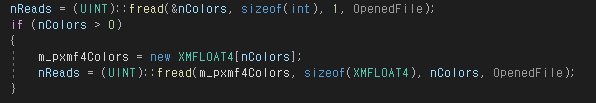 nReads = (UINT)::fread(&nColors, sizeof(int), 1, OpenedFile);
if (nColors > 0)
{
m_pxmf4Colors = new XMFLOAT4[nColors];
nReads = (UINT)::fread(m_pxmf4Colors, sizeof(XMFLOAT4), nColors, OpenedFile);
}